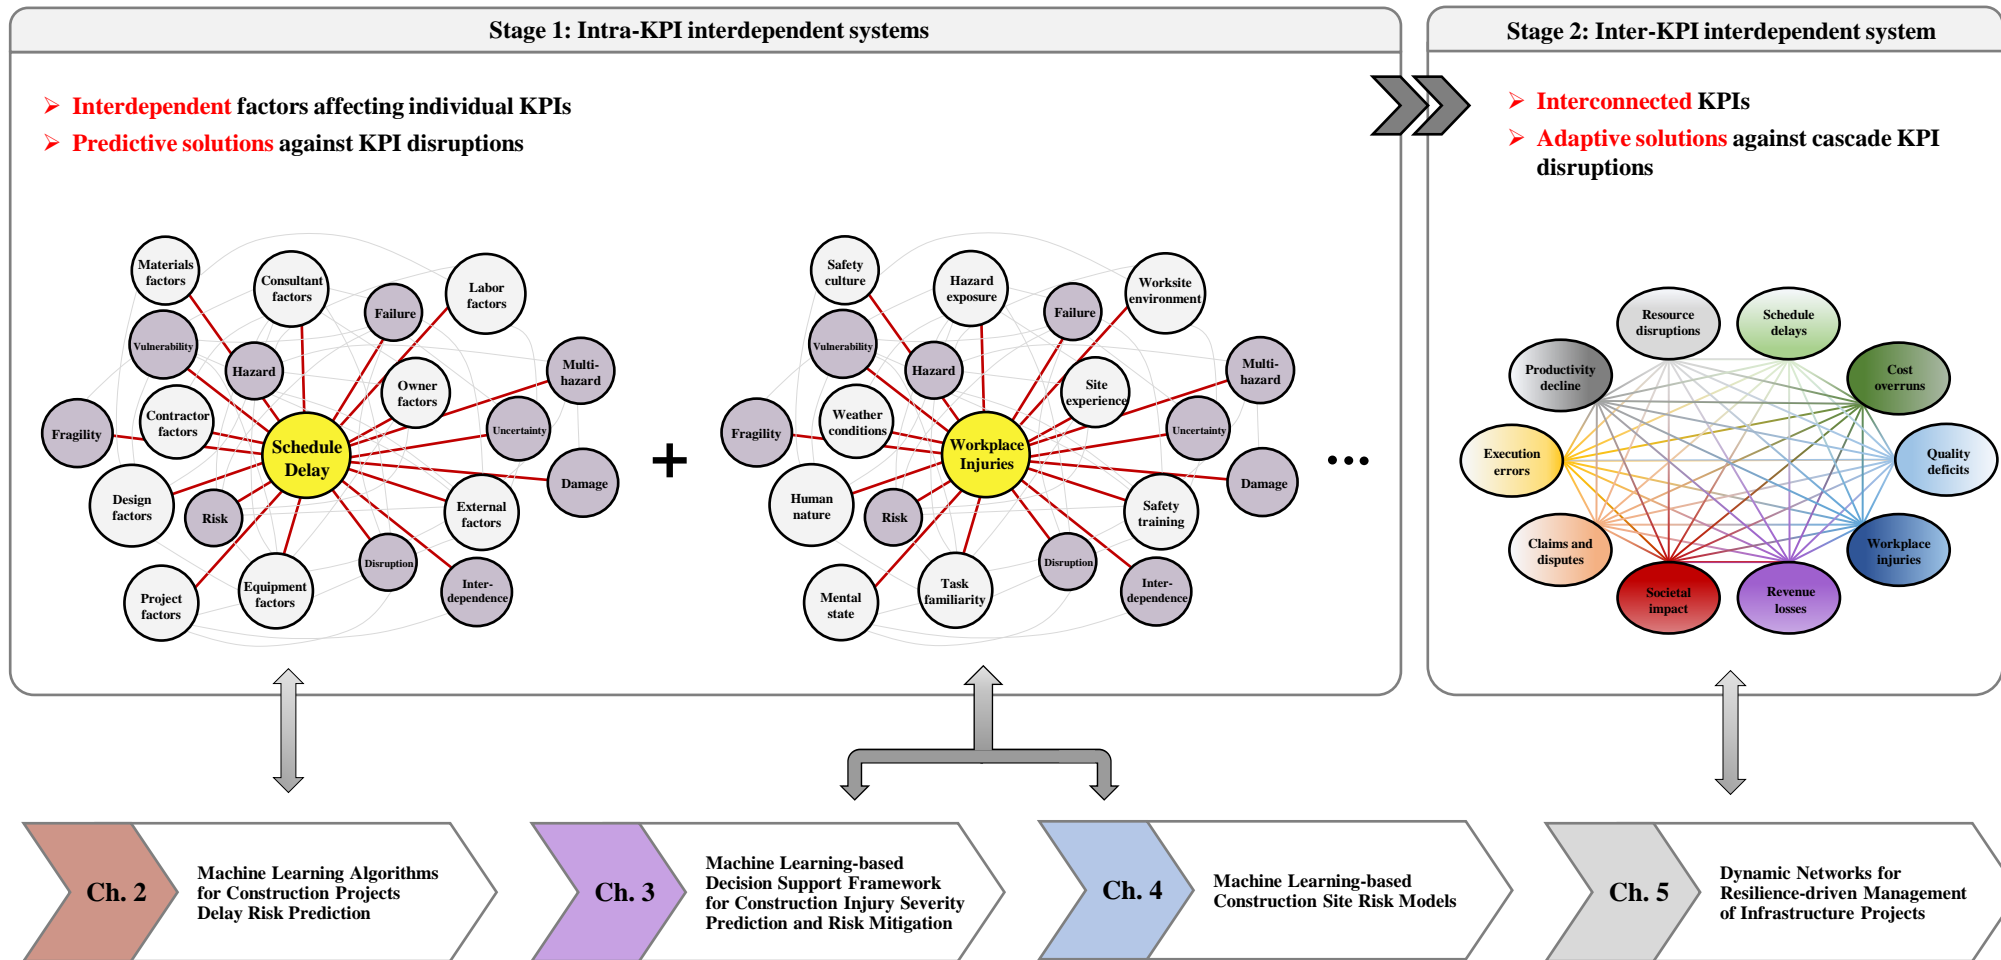 Stage 1: Intra-KPI interdependent systems
Interdependent factors affecting individual KPIs
Predictive solutions against KPI disruptions
Materials
factors
Consultant
factors
Labor
factors
Failure
Vulnerability
Hazard
Multi-
hazard
Owner
factors
Contractor
factors
Fragility
Uncertainty
Schedule
Delay
Damage
Design
factors
Risk
External
factors
Disruption
Equipment
factors
Inter-
dependence
Project
factors
+
Safety
culture
Hazard
exposure
Worksite
environment
Failure
Vulnerability
Hazard
Multi-
hazard
Site
experience
Weather
conditions
Fragility
Uncertainty
Workplace
Injuries
Damage
Human
nature
Risk
Safety
training
Disruption
Task
familiarity
Inter-
dependence
Mental
state
...
Stage 2: Inter-KPI interdependent system
Interconnected KPIs
Adaptive solutions against cascade KPI
disruptions
Resource
disruptions
Schedule
delays
Productivity
decline
Cost
overruns
Execution
errors
Quality
deficits
Claims and
disputes
Workplace
injuries
Societal
impact
Revenue
losses
Ch. 2
Machine Learning Algorithms
for Construction Projects
Delay Risk Prediction
Ch. 3
Machine Learning-based
Decision Support Framework
for Construction Injury Severity
Prediction and Risk Mitigation
Ch. 4
Machine Learning-based
Construction Site Risk Models
Ch. 5
Dynamic Networks for
Resilience-driven Management
of Infrastructure Projects